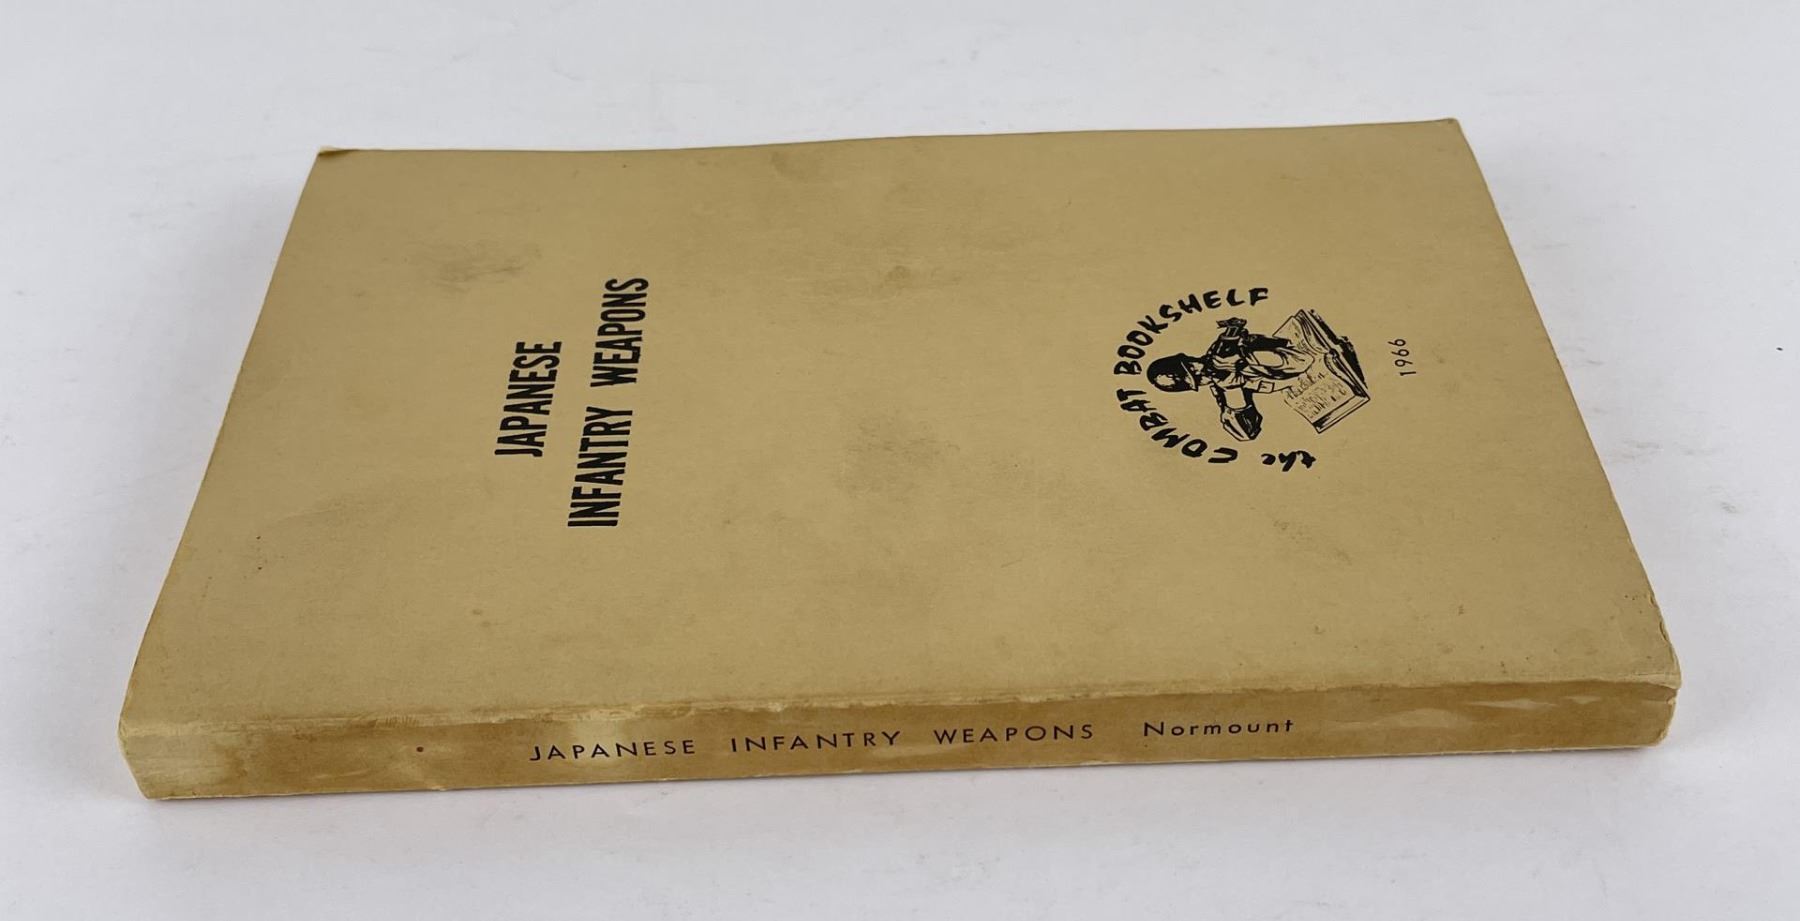 JAPANESE
INFANTRY WEAPONS
the COMBAT BOOKSHELF
1966
JAPANESE INFANTRY WEAPONS Normount